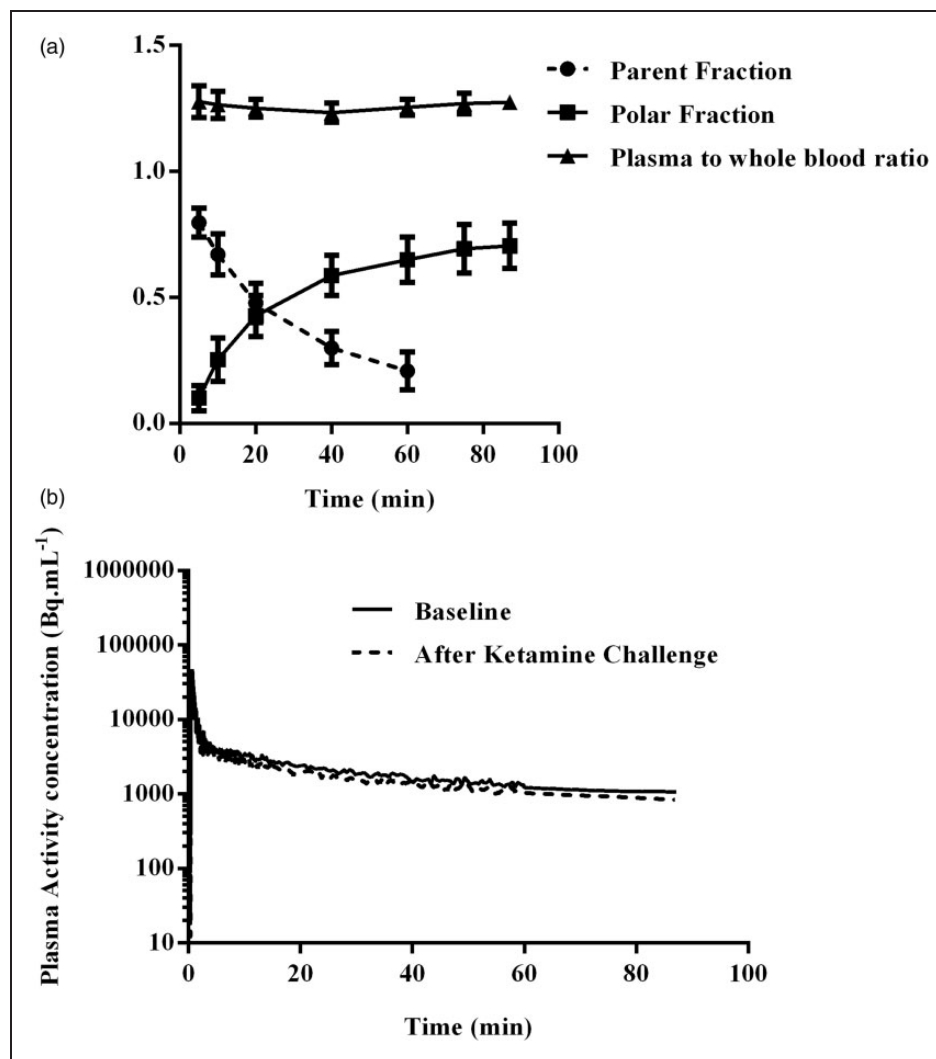 (a)
1.5
1.0
0.5
0.0
0 20 40 60 80 100
Time (min)
Parent Fraction
Polar Fraction
Plasma to whole blood ratio
(b)
Plasma Activity concentration (Bq.mL-1)
1000000
100000
10000
1000
100
10
0 20 40 60 80 100
Time (min)
Baseline
After Ketamine Challenge